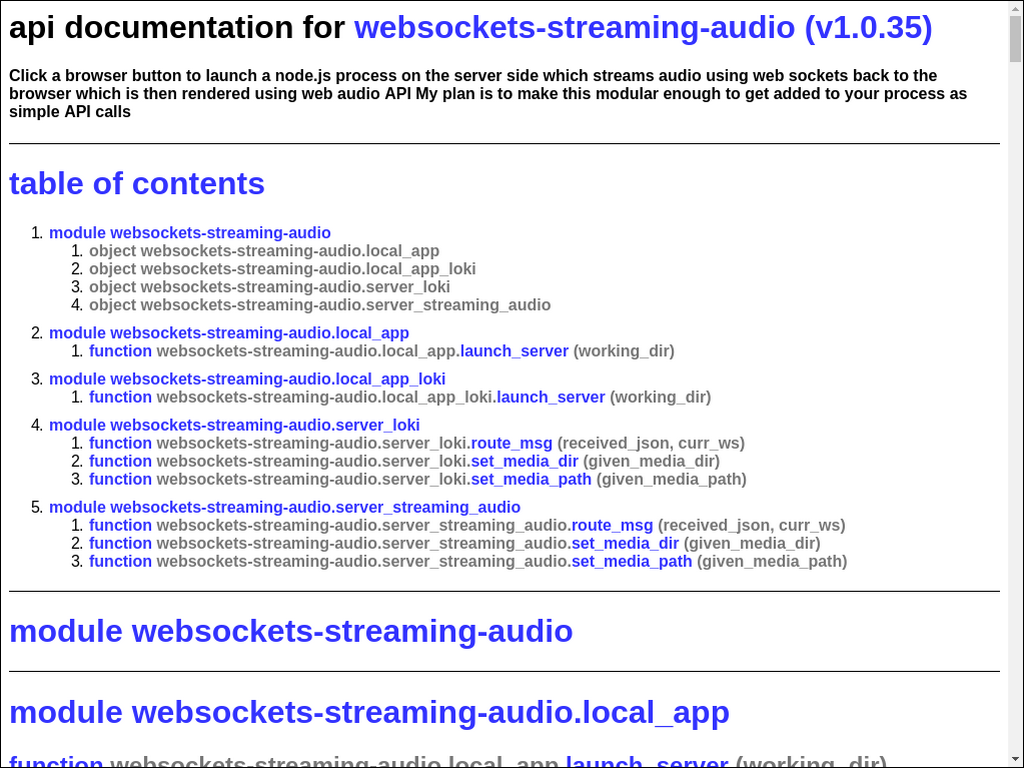 api documentation for websockets-streaming-audio (v1.0.35)
Click a browser button to launch a node.js process on the server side which streams audio using web sockets back to the
browser which is then rendered using web audio API My plan is to make this modular enough to get added to your process as
simple API calls
table of contents
1. module websockets-streaming-audio
1. object websockets-streaming-audio.local_app
2. object websockets-streaming-audio.local_app_loki
3. object websockets-streaming-audio.server_loki
4. object websockets-streaming-audio.server_streaming_audio
2. module websockets-streaming-audio.local_app
1. function websockets-streaming-audio.local_app.launch_server (working_dir)
3. module websockets-streaming-audio.local_app_loki
1. function websockets-streaming-audio.local_app_loki.launch_server (working_dir)
4. module websockets-streaming-audio.server_loki
1. function websockets-streaming-audio.server_loki.route_msg (received_json, curr_ws)
2. function websockets-streaming-audio.server_loki.set_media_dir (given_media_dir)
3. function websockets-streaming-audio.server_loki.set_media_path (given_media_path)
5. module websockets-streaming-audio.server_streaming_audio
1. function websockets-streaming-audio.server_streaming_audio.route_msg (received_json, curr_ws)
2. function websockets-streaming-audio.server_streaming_audio.set_media_dir (given_media_dir)
3. function websockets-streaming-audio.server_streaming_audio.set_media_path (given_media_path)
module websockets-streaming-audio
module websockets-streaming-audio.local_app
function websockets-streaming-audio.local_app.launch_server (working_dir)